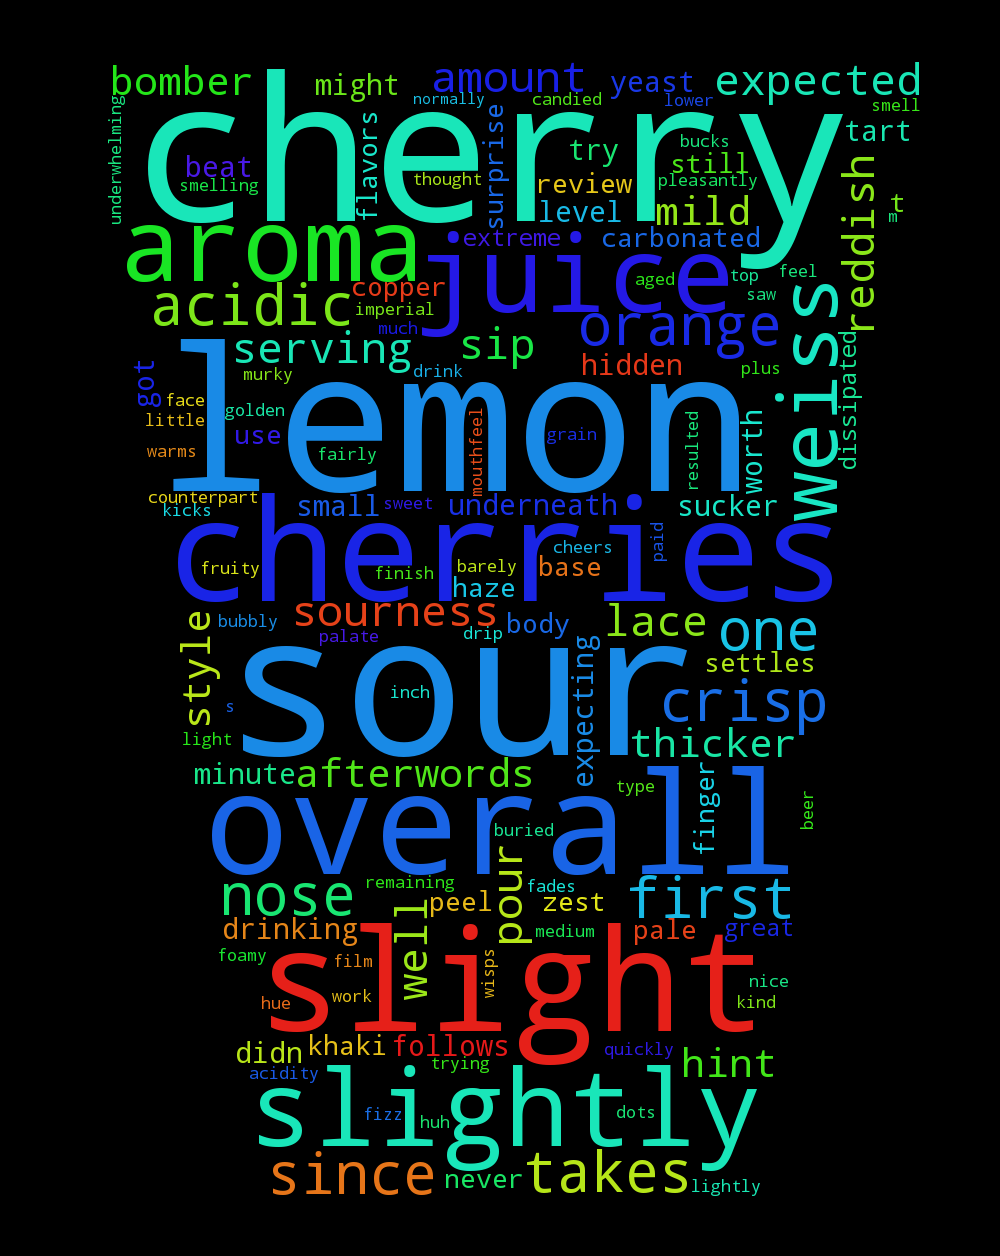 bomber
might
amount
yeast
expected
normally
candied
lower
smell
underwhelming
cherry
flavors
surprise
try
bucks
tart
beat
smelling
thought
review
still
pleasantly
level
mild
reddish
t
m
aroma
extreme
carbonated
juice
aged
top
feel
saw
acidic
copper
imperial
much
orange
weiss
serving
sip
hidden
plus
dissipated
got
murky
drink
lemon
face
little
golden
use
warms
fairly
mouthfeel
grain
resulted
worth
counterpart
kicks
small
sweet
underneath
sucker
cherries
paid
cheers
fruity
finish
barely
base
haze
style
bubbly
sourness
palate
drip
body
lace
one
settles
sour
inch
expecting
s
crisp
light
thicker
minute
afterwords
type
finger
beer
overall
buried
pour
nose
remaining
peel
fades
zest
first
drinking
well
medium
pale
great
foamy
film
slight
wisps
nice
hue
work
kind
didn
khaki
follows
quickly
hint
acidity
trying
slightly
fizz
huh
dots
since
never
takes
lightly